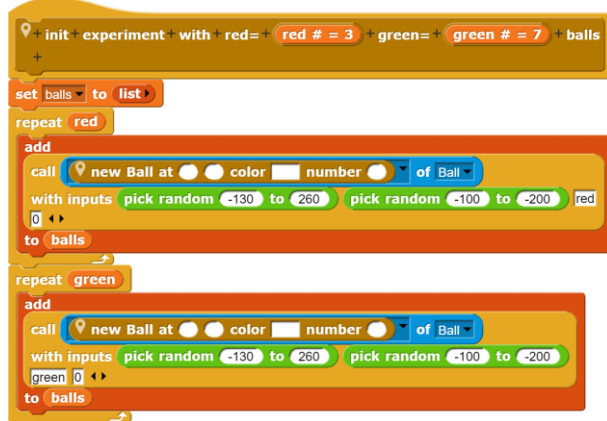 + init + experiment + with + red= + red # = 3 + green= + green # = 7 + balls
+
set balls to list
repeat red
add
call new Ball at color number of Ball
with inputs pick random -130 to 260 pick random -100 to -200 red
0
to balls
repeat green
add
call new Ball at color number of Ball
with inputs pick random -130 to 260 pick random -100 to -200
green 0
to balls